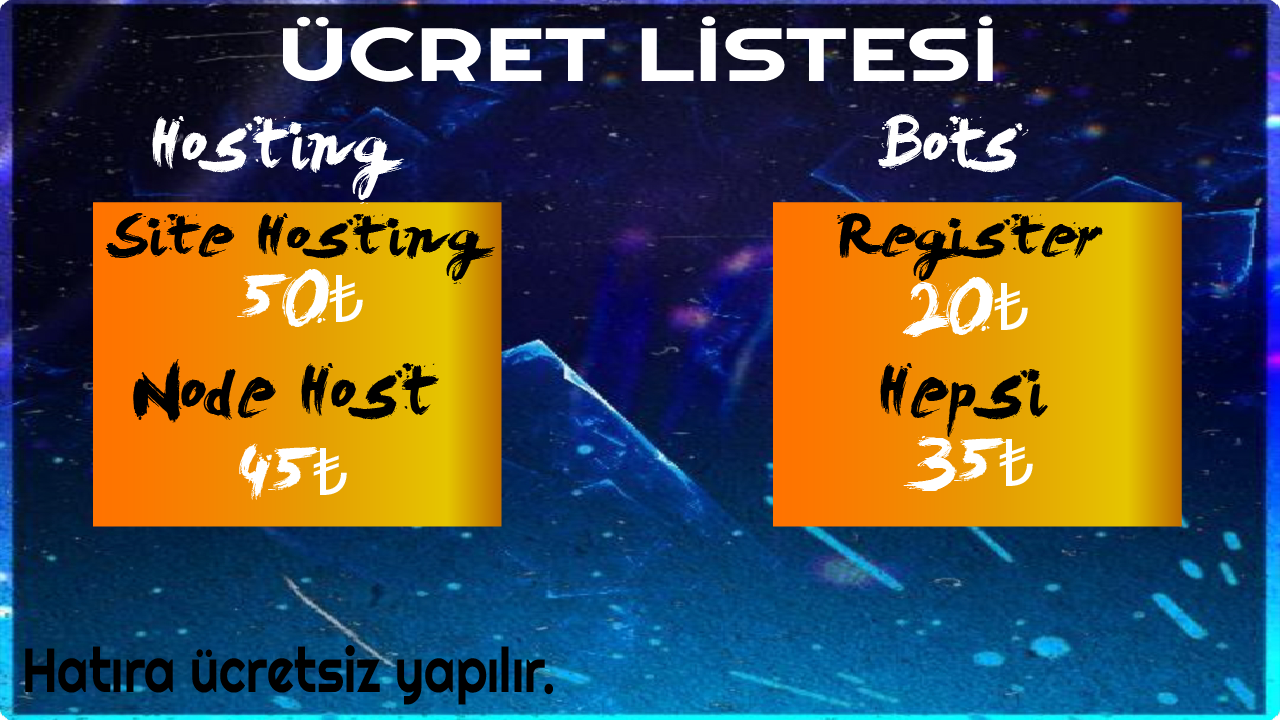 ÜCRET LİSTESİ
Hosting
Site Hosting
50₺
Node Host
45₺
Bots
Register
20₺
Hepsi
35₺
Hatıra ücretsiz yapılır.